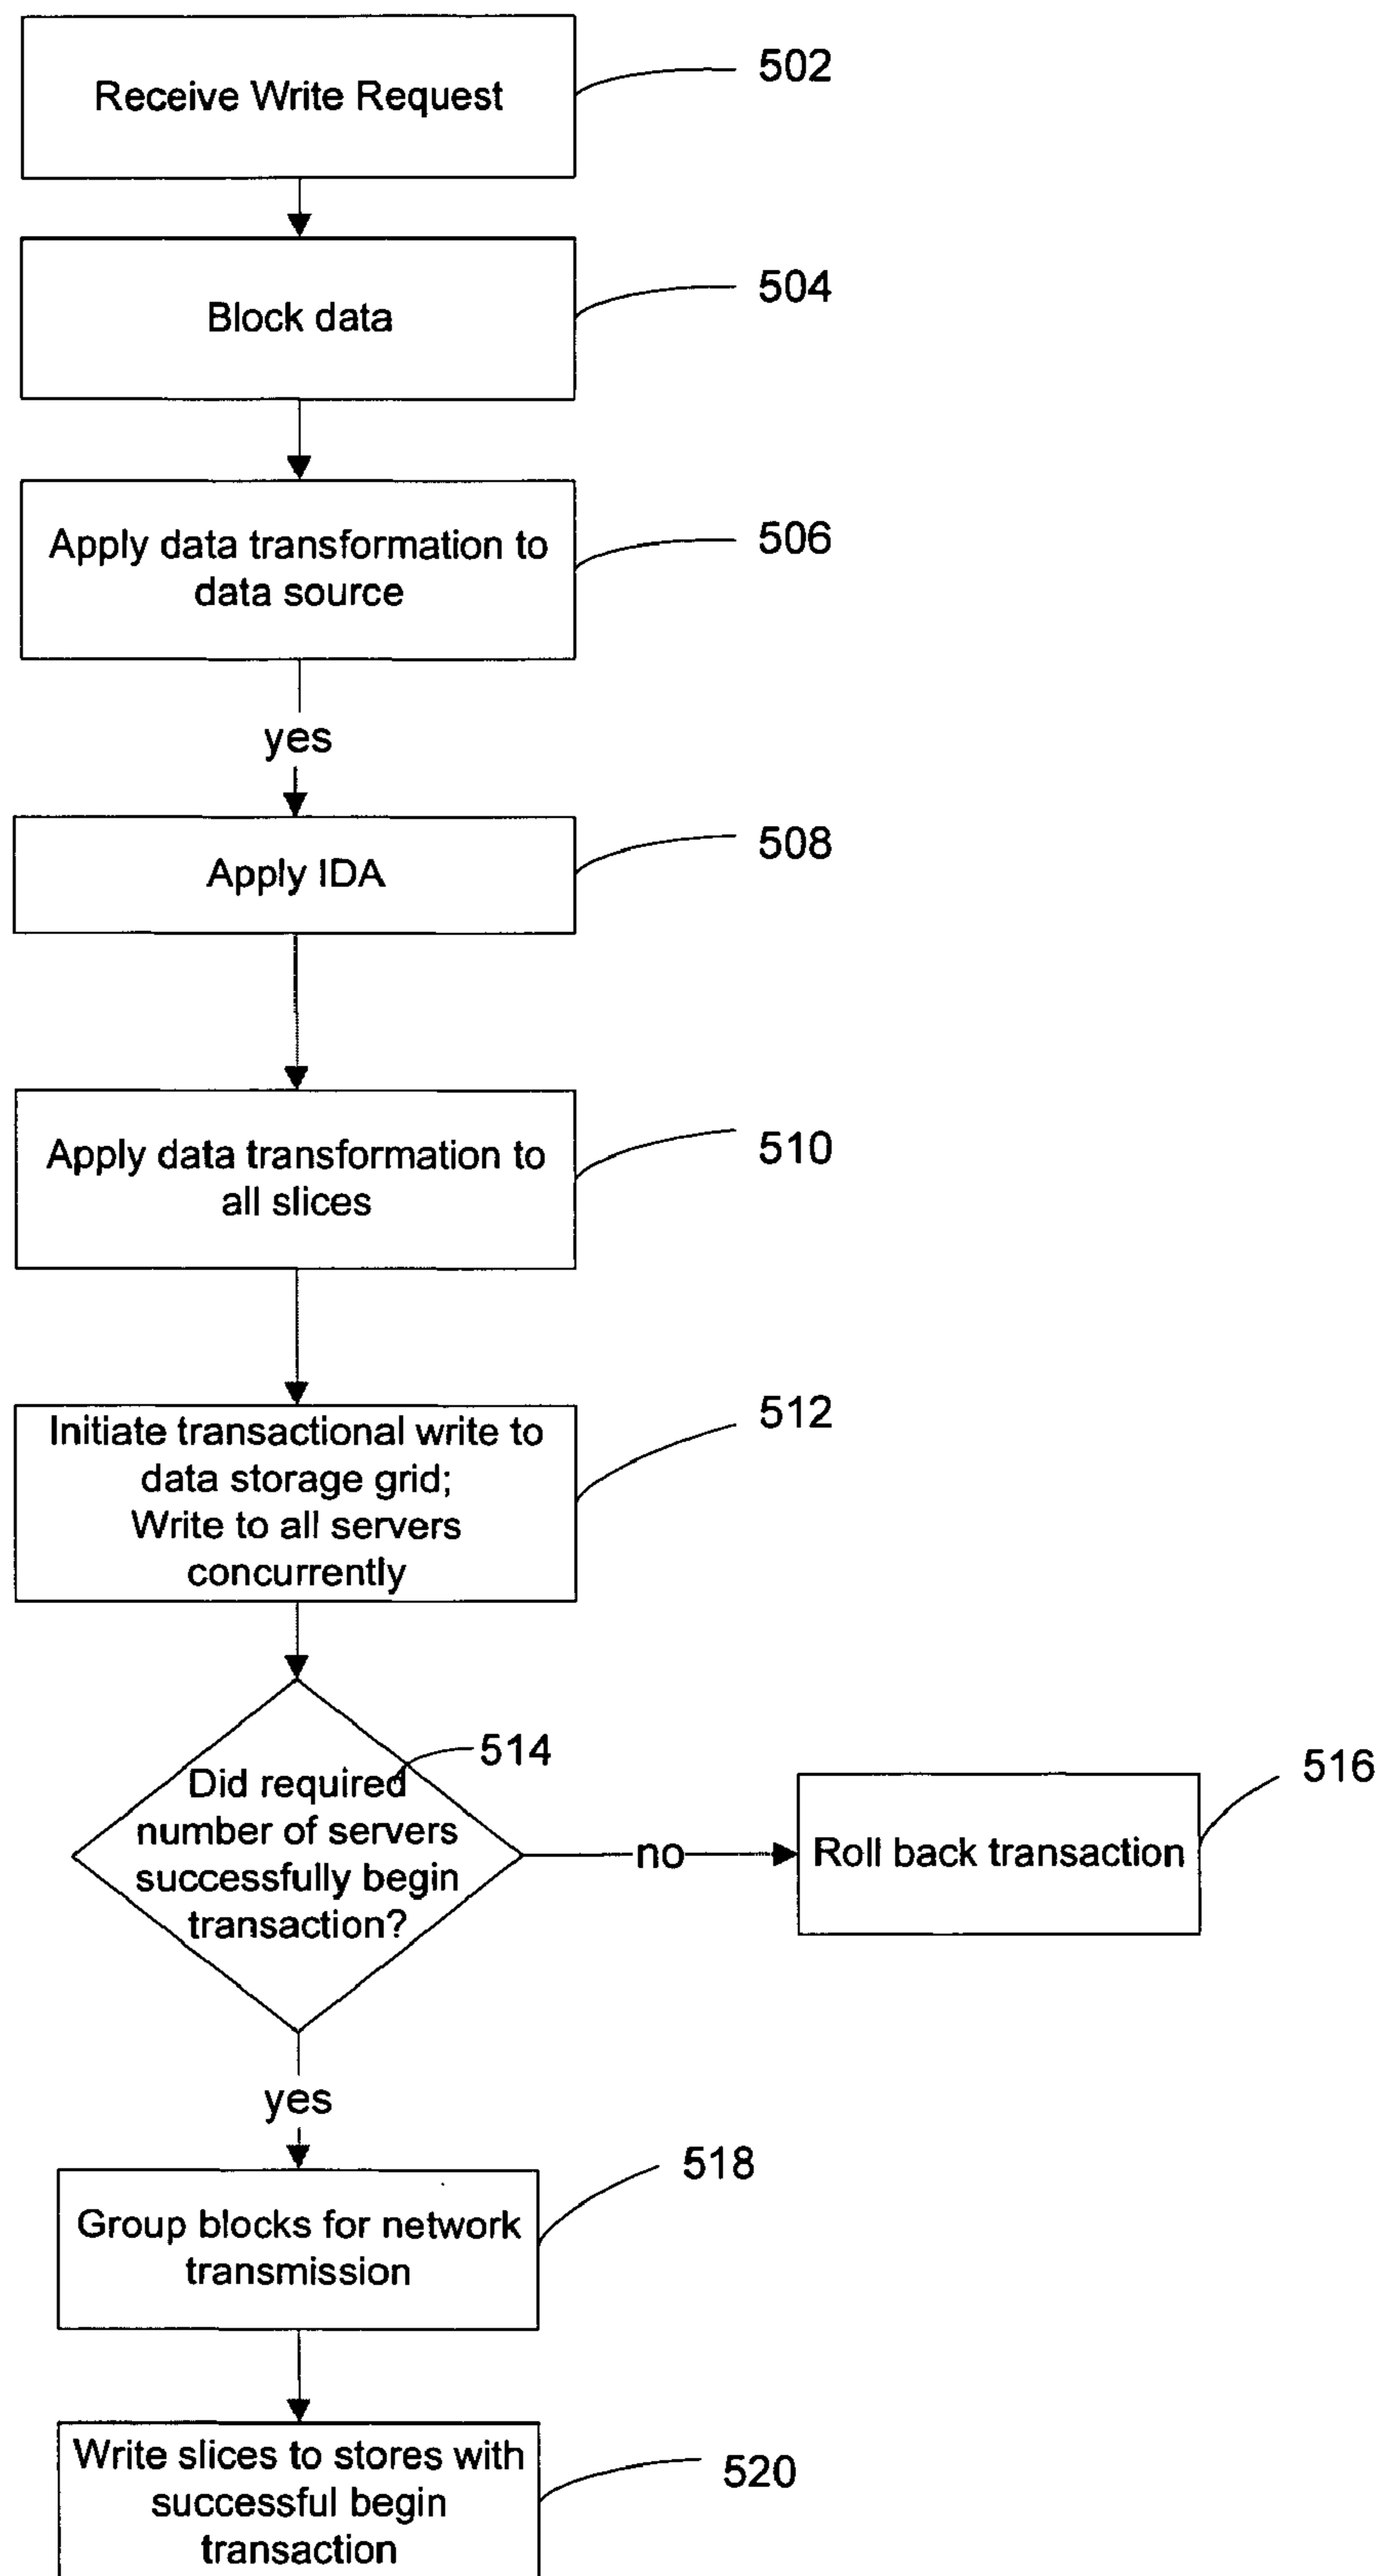 Receive Write Request
502
Block data
504
Apply data transformation to
data source
506
yes
Apply IDA
508
Apply data transformation to
all slices
510
Initiate transactional write to
data storage grid;
Write to all servers
concurrently
512
514
Did required
number of servers
successfully begin
transaction?
no
Roll back transaction
516
yes
Group blocks for network
transmission
518
Write slices to stores with
successful begin
transaction
520